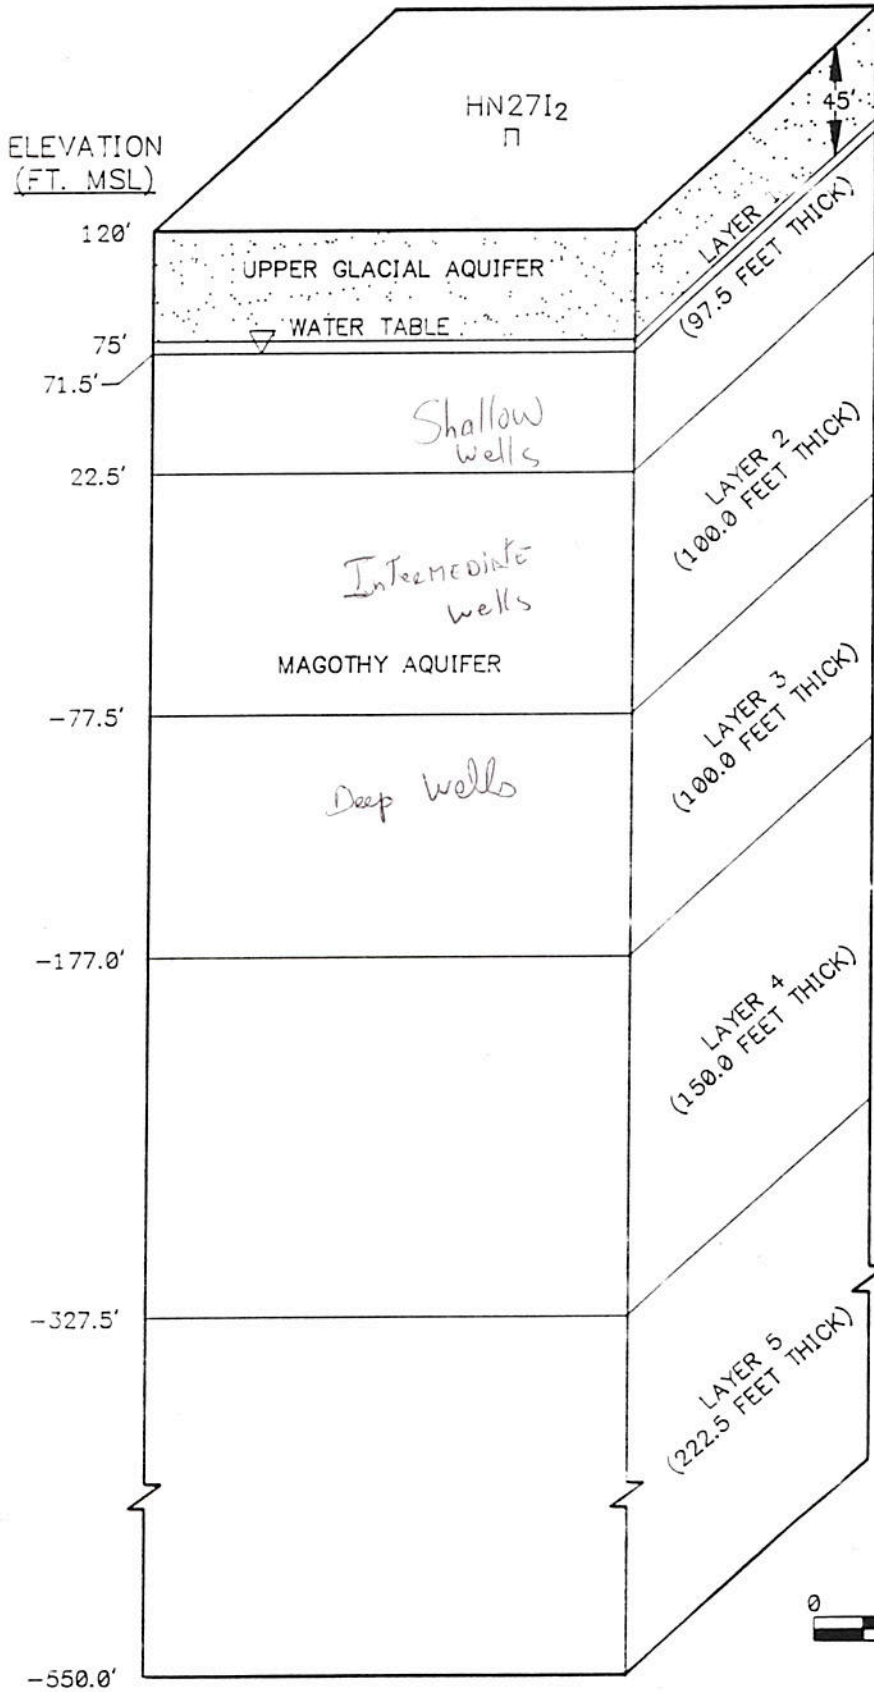 HN27I2
45'
ELEVATION
(FT. MSL)
120'
UPPER GLACIAL AQUIFER
LAYER 1
(97.5 FEET THICK)
WATER TABLE
75'
71.5'
Shallow
wells
22.5'
LAYER 2
(100.0 FEET THICK)
InTeRMEDiATE
wells
MAGOTHY AQUIFER
-77.5'
LAYER 3
(100.0 FEET THICK)
Deep Wells
-177.0'
LAYER 4
(150.0 FEET THICK)
-327.5'
LAYER 5
(222.5 FEET THICK)
0
-550.0'